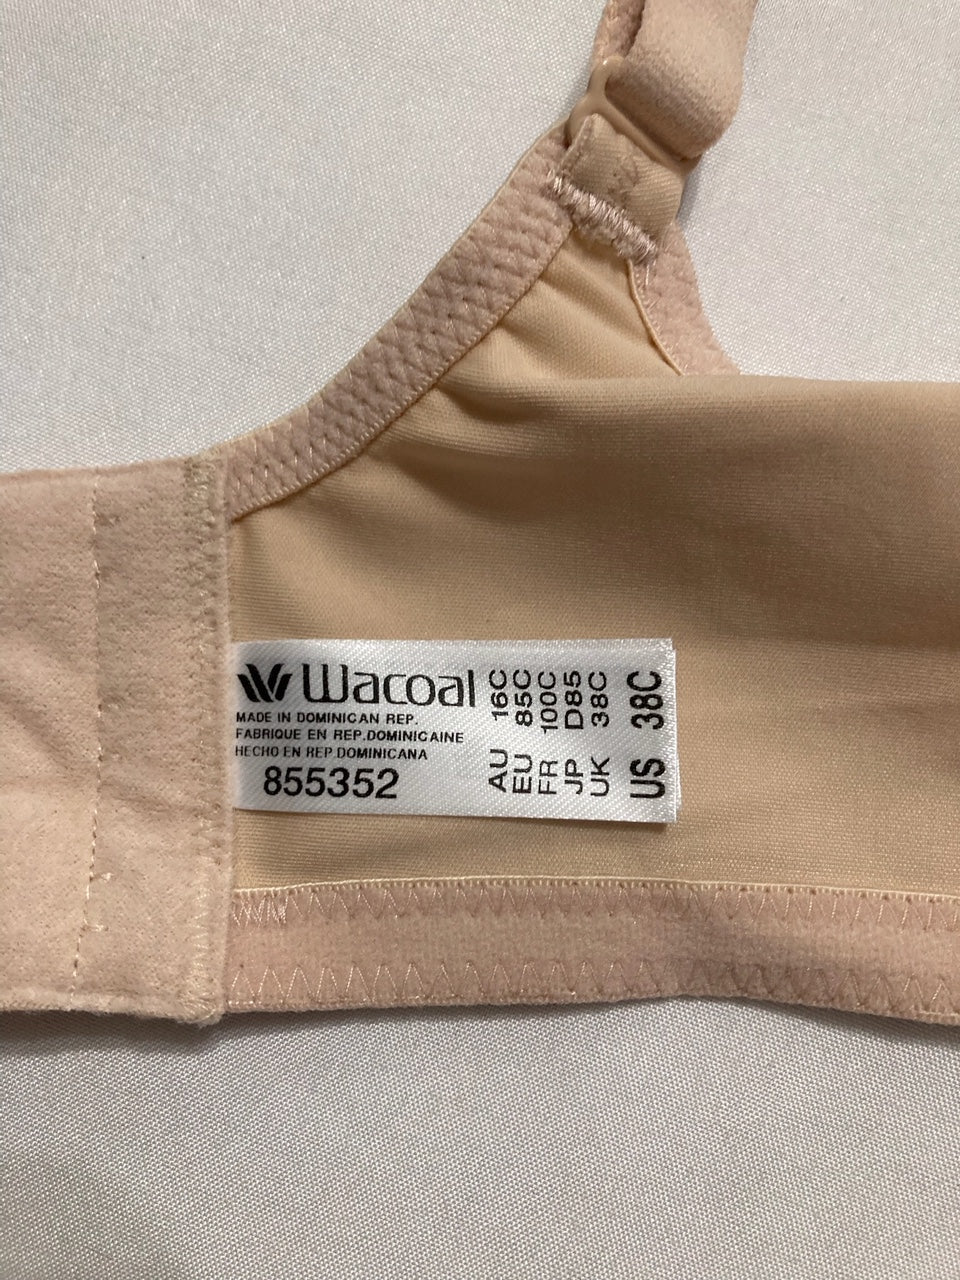 Wacoal
MADE IN DOMINICAN REP.
FABRIQUE EN REP.DOMINICAINE
HECHO EN REP.DOMINICANA
855352
AU 16C
EU 85C
FR 100C
JP D85
UK 38C
US 38C